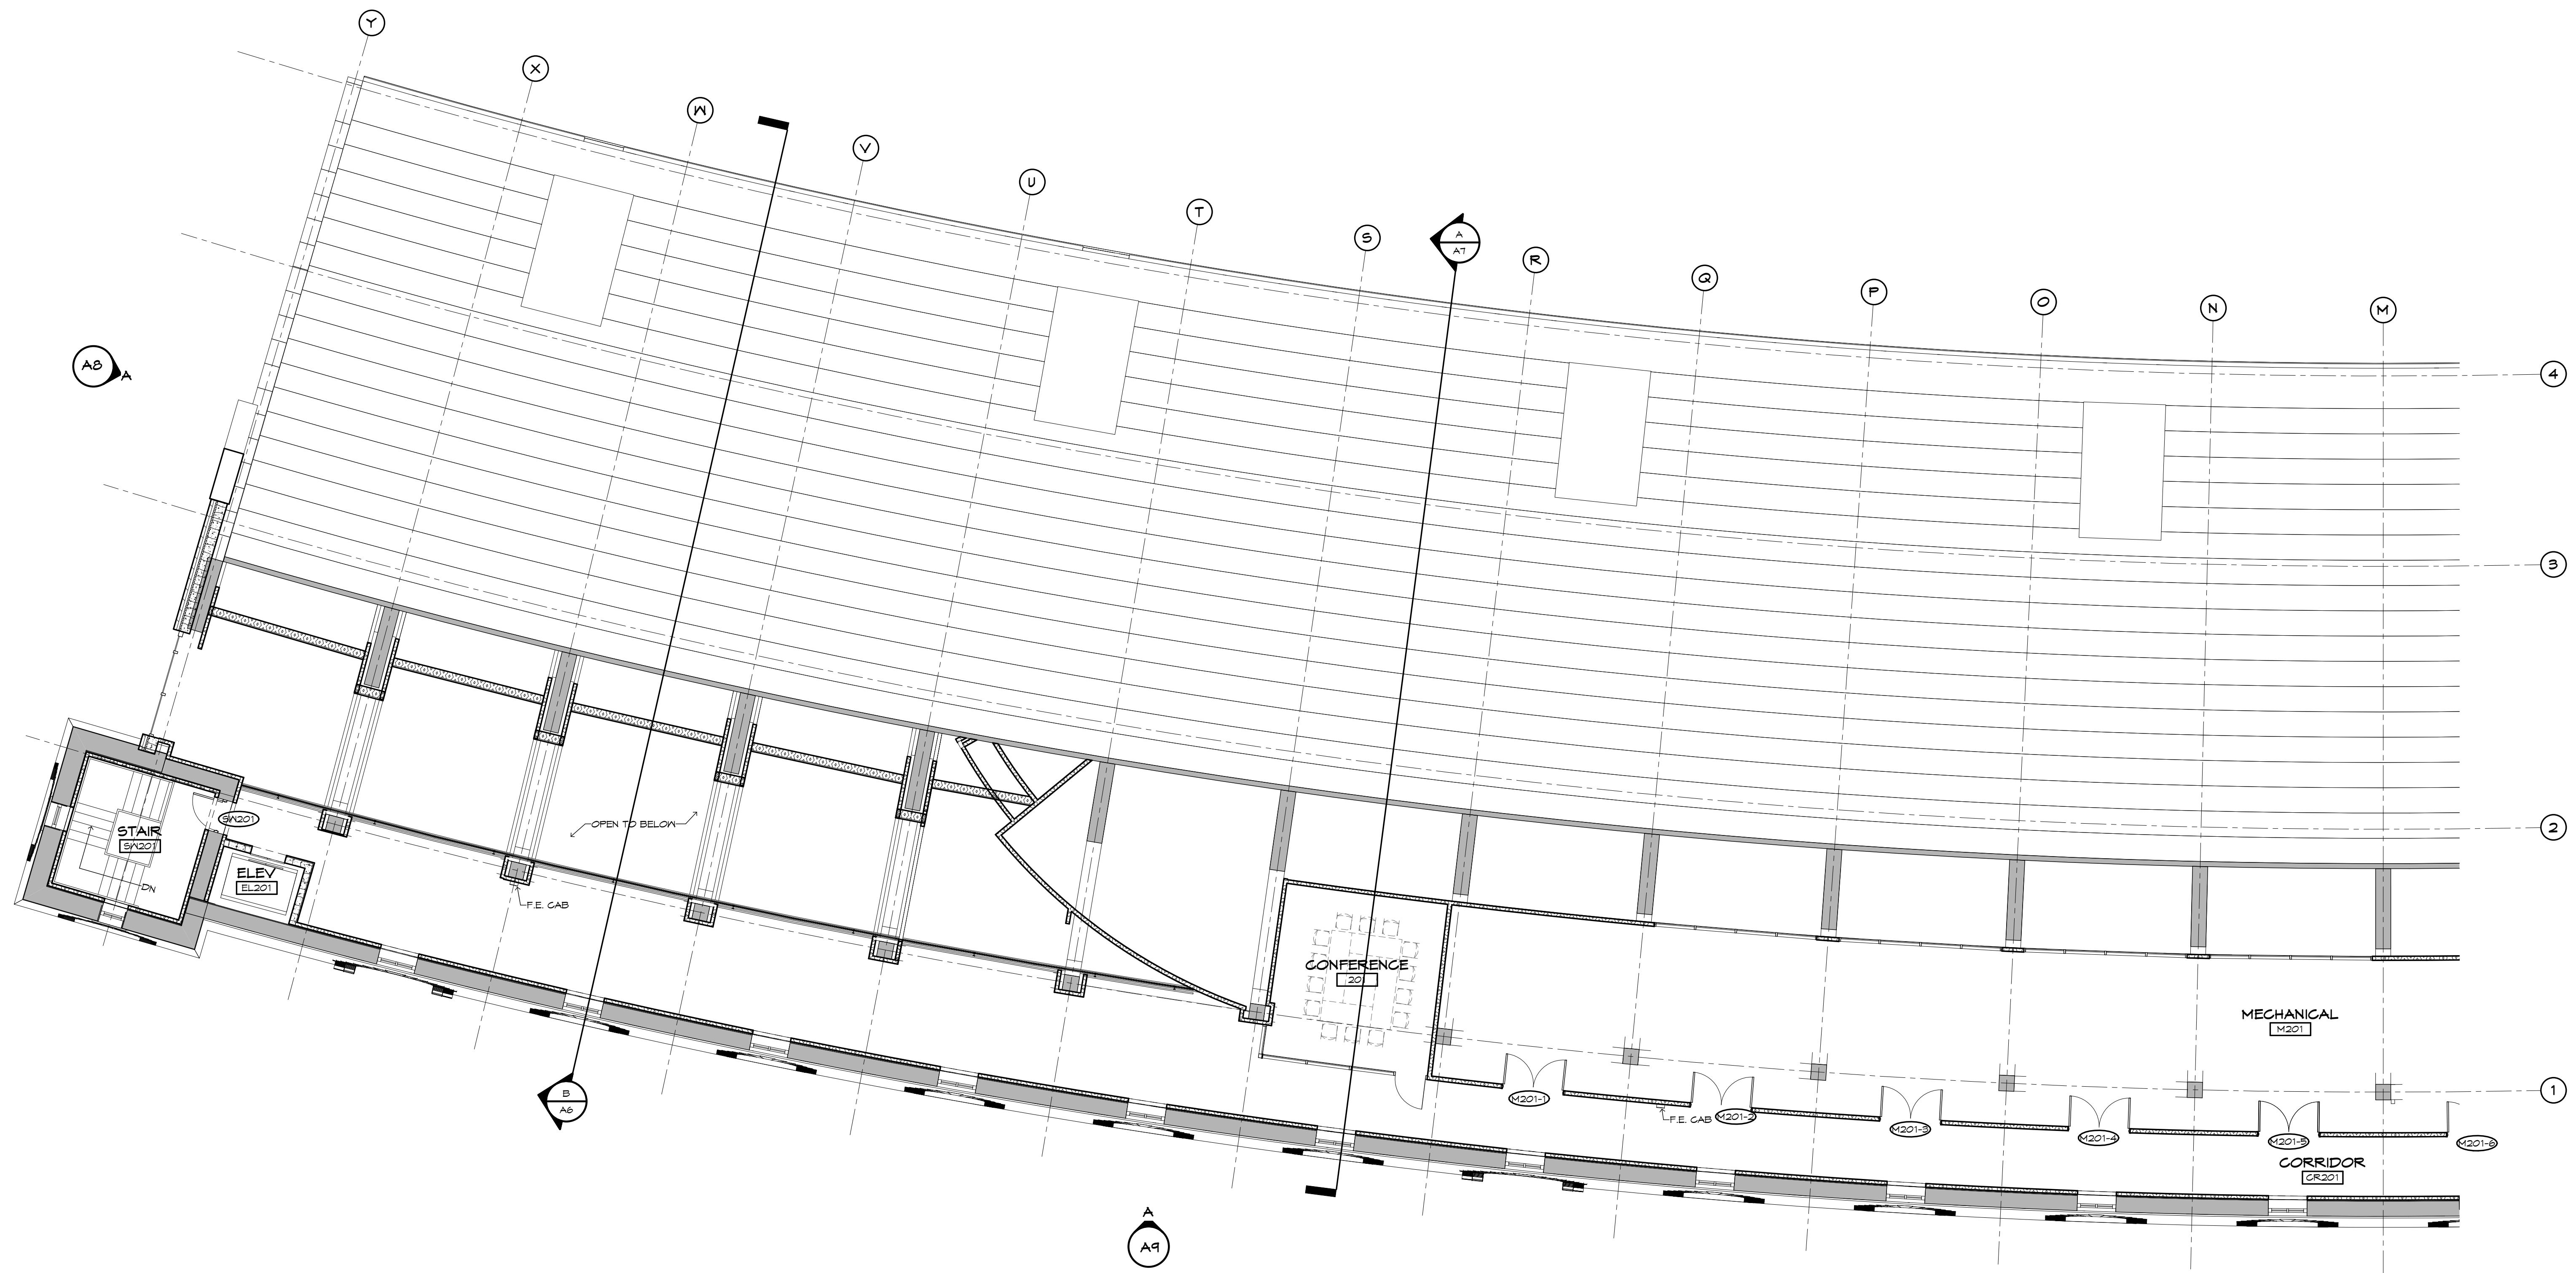 Y
X
W
V
U
T
S
R
Q
P
O
N
M
A
A7
A8
A
4
3
2
1
SW201
STAIR
SW201
DN
ELEV
EL201
OPEN TO BELOW
F.E. CAB
CONFERENCE
201
MECHANICAL
M201
M201-1
F.E. CAB
M201-2
M201-3
M201-4
M201-5
M201-6
CORRIDOR
CR201
B
A6
A
A9